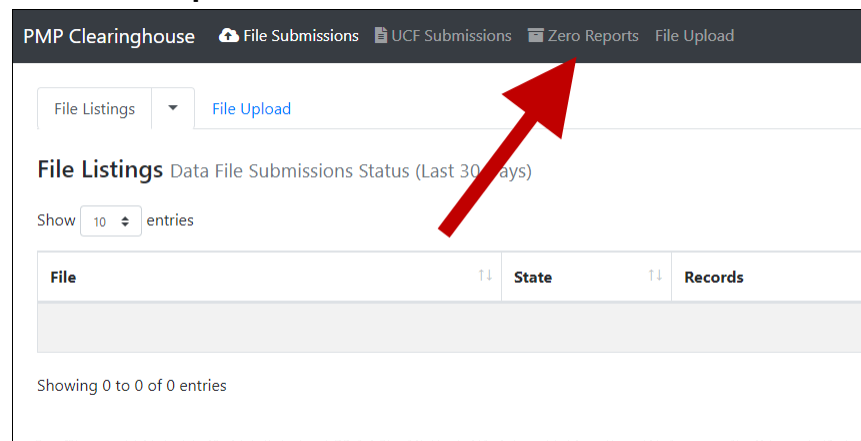 PMP Clearinghouse File Submissions UCF Submissions Zero Reports File Upload
File Listings File Upload
File Listings Data File Submissions Status (Last 30 ays)
Show 10 entries
File State Records
Showing 0 to 0 of 0 entries